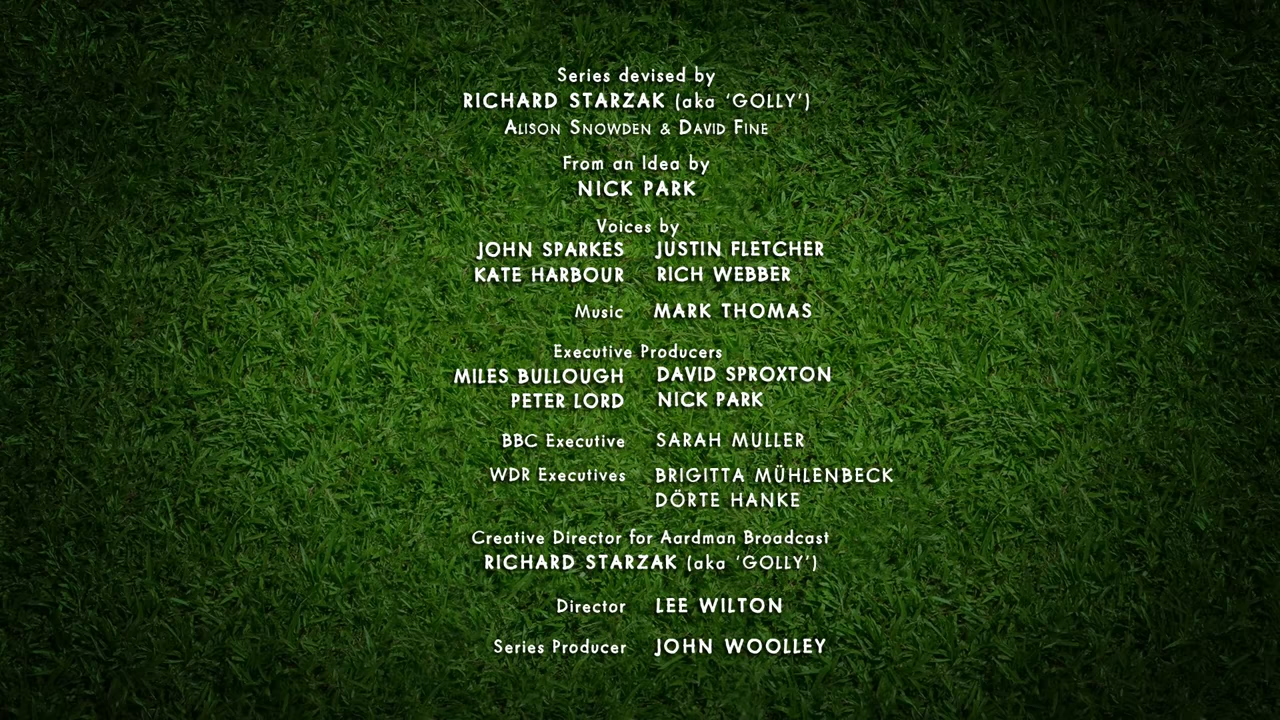 Series devised by
RICHARD STARZAK (aka ‘GOLLY’)
ALISON SNOWDEN & DAVID FINE
From an Idea by
NICK PARK
Voices by
JOHN SPARKES JUSTIN FLETCHER
KATE HARBOUR RICH WEBBER
Music MARK THOMAS
Executive Producers
MILES BULLOUGH DAVID SPROXTON
PETER LORD NICK PARK
BBC Executive SARAH MULLER
WDR Executives BRIGITTA MÜHLENBECK
DÖRTE HANKE
Creative Director for Aardman Broadcast
RICHARD STARZAK (aka ‘GOLLY’)
Director LEE WILTON
Series Producer JOHN WOOLLEY